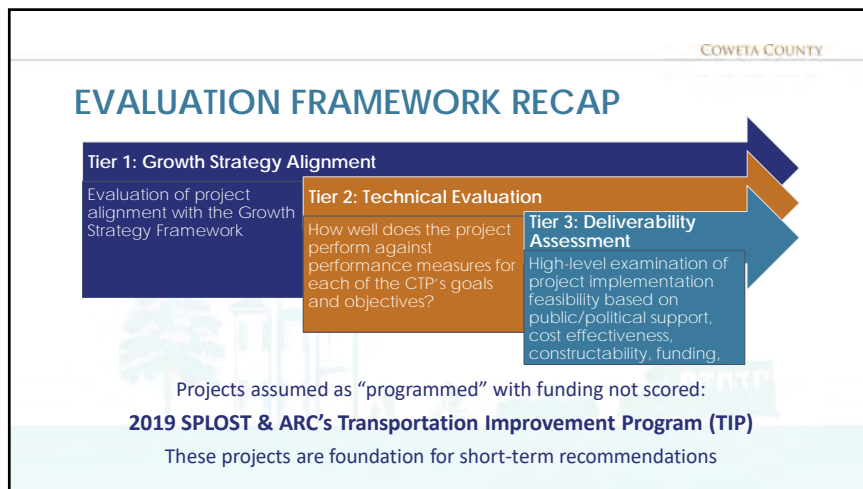 COWETA COUNTY
EVALUATION FRAMEWORK RECAP
Tier 1: Growth Strategy Alignment
Evaluation of project
alignment with the Growth
Strategy Framework
Tier 2: Technical Evaluation
How well does the project
perform against
performance measures for
each of the CTP's goals
and objectives?
Tier 3: Deliverability
Assessment
High-level examination of
project implementation
feasibility based on
public/political support,
cost effectiveness,
constructability, funding,
Projects assumed as “programmed” with funding not scored:
2019 SPLOST & ARC’s Transportation Improvement Program (TIP)
These projects are foundation for short-term recommendations